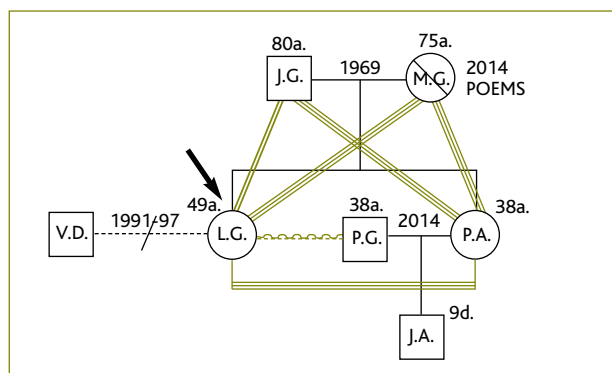 80a.
75a.
J.G.
1969
M.G.
2014
POEMS
49a.
38a.
38a.
V.D.
1991-97
L.G.
P.G.
2014
P.A.
J.A.
9d.